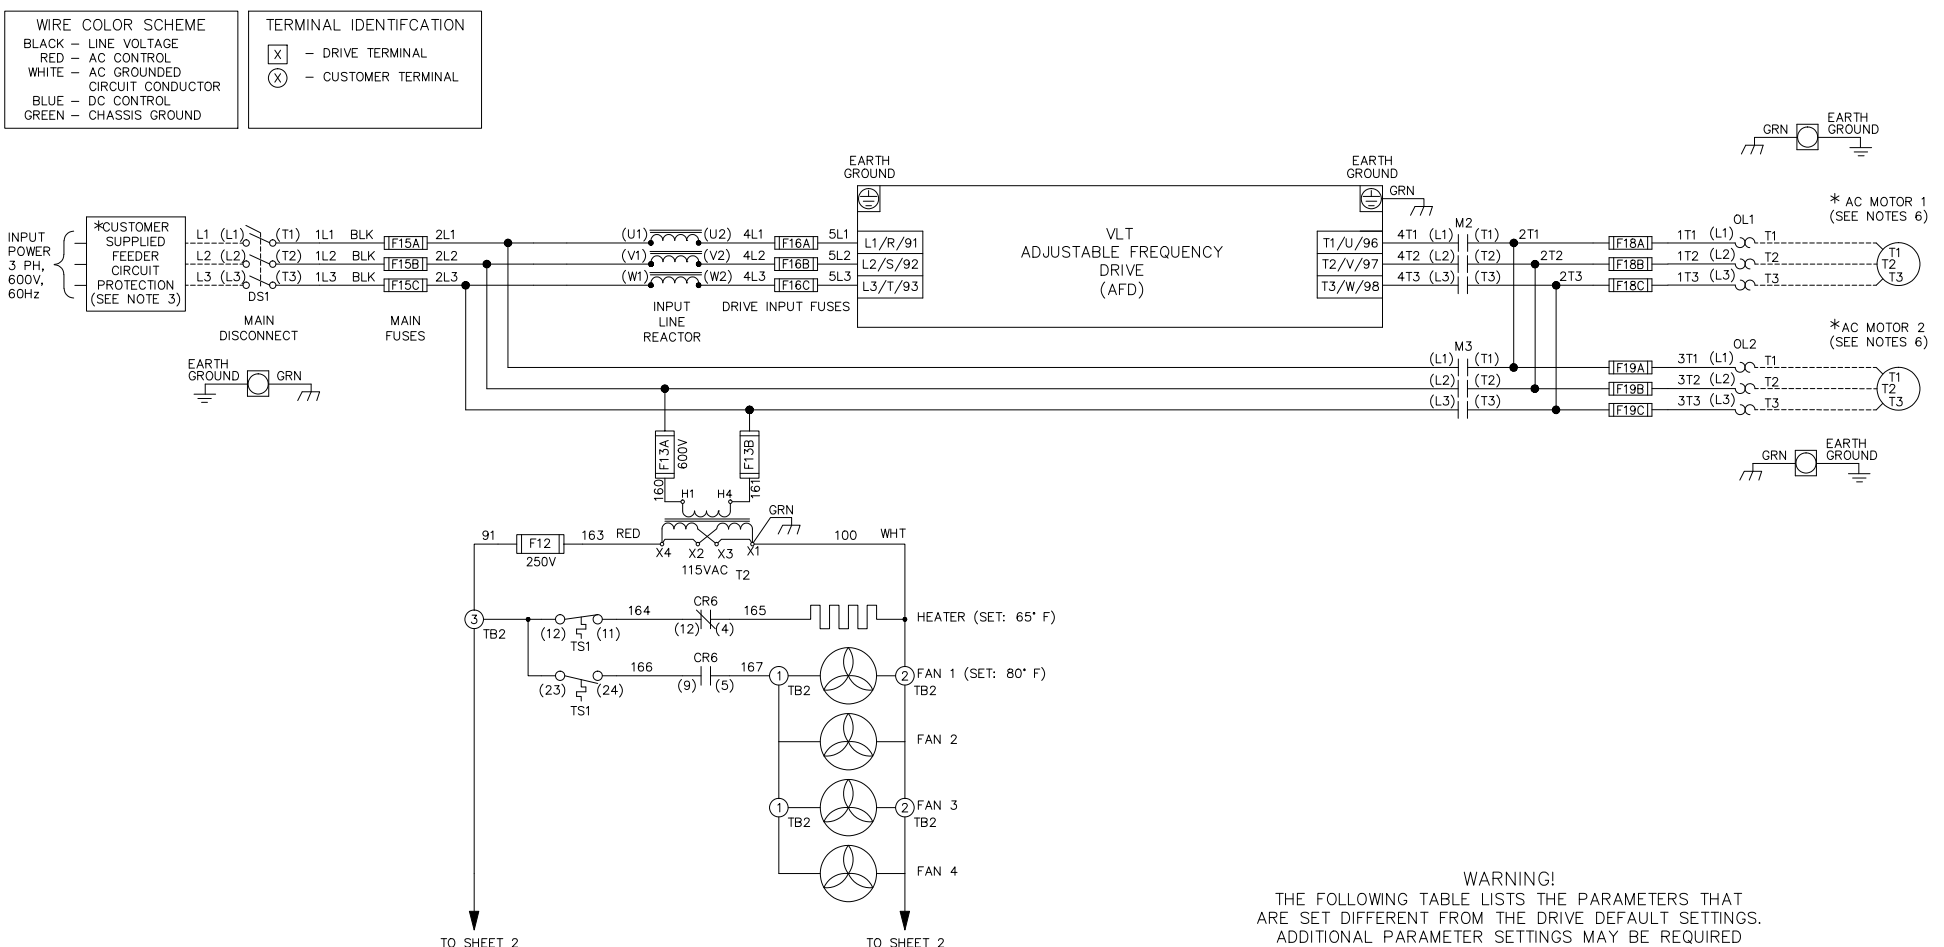 WIRE COLOR SCHEME
BLACK – LINE VOLTAGE
RED – AC CONTROL
WHITE – AC GROUNDED
CIRCUIT CONDUCTOR
BLUE – DC CONTROL
GREEN – CHASSIS GROUND
TERMINAL IDENTIFCATION
X – DRIVE TERMINAL
X – CUSTOMER TERMINAL
GRN
EARTH
GROUND
EARTH
GROUND
EARTH
GROUND
GRN
INPUT
POWER
3 PH,
600V,
60Hz
*CUSTOMER
SUPPLIED
FEEDER
CIRCUIT
PROTECTION
(SEE NOTE 3)
L1 (L1) (T1) 1L1 BLK F15A 2L1
L2 (L2) (T2) 1L2 BLK F15B 2L2
L3 (L3) (T3) 1L3 BLK F15C 2L3
DS1
MAIN
DISCONNECT
MAIN
FUSES
(U1) (U2) 4L1 F16A 5L1 L1/R/91
(V1) (V2) 4L2 F16B 5L2 L2/S/92
(W1) (W2) 4L3 F16C 5L3 L3/T/93
INPUT
LINE
REACTOR
DRIVE INPUT FUSES
VLT
ADJUSTABLE FREQUENCY
DRIVE
(AFD)
M2
OL1
T1/U/96 4T1 (L1) (T1) 2T1 F18A 1T1 (L1) T1
T2/V/97 4T2 (L2) (T2) 2T2 F18B 1T2 (L2) T2
T3/W/98 4T3 (L3) (T3) 2T3 F18C 1T3 (L3) T3
* AC MOTOR 1
(SEE NOTES 6)
T1
T2
T3
EARTH
GROUND
GRN
M3
OL2
(L1) (T1) F19A 3T1 (L1) T1
(L2) (T2) F19B 3T2 (L2) T2
(L3) (T3) F19C 3T3 (L3) T3
* AC MOTOR 2
(SEE NOTES 6)
T1
T2
T3
GRN
EARTH
GROUND
F13A
600V
F13B
160
161
H1 H4
GRN
91 F12 163 RED
250V
X4 X2 X3 X1
115VAC T2
100 WHT
3
TB2
(12) (11)
TS1
164
CR6
(12) (4)
165
HEATER (SET: 65° F)
(23) (24)
TS1
166
CR6
(9) (5)
167
1
TB2
2
TB2
FAN 1 (SET: 80° F)
FAN 2
1
TB2
2
TB2
FAN 3
FAN 4
TO SHEET 2
TO SHEET 2
WARNING!
THE FOLLOWING TABLE LISTS THE PARAMETERS THAT
ARE SET DIFFERENT FROM THE DRIVE DEFAULT SETTINGS.
ADDITIONAL PARAMETER SETTINGS MAY BE REQUIRED